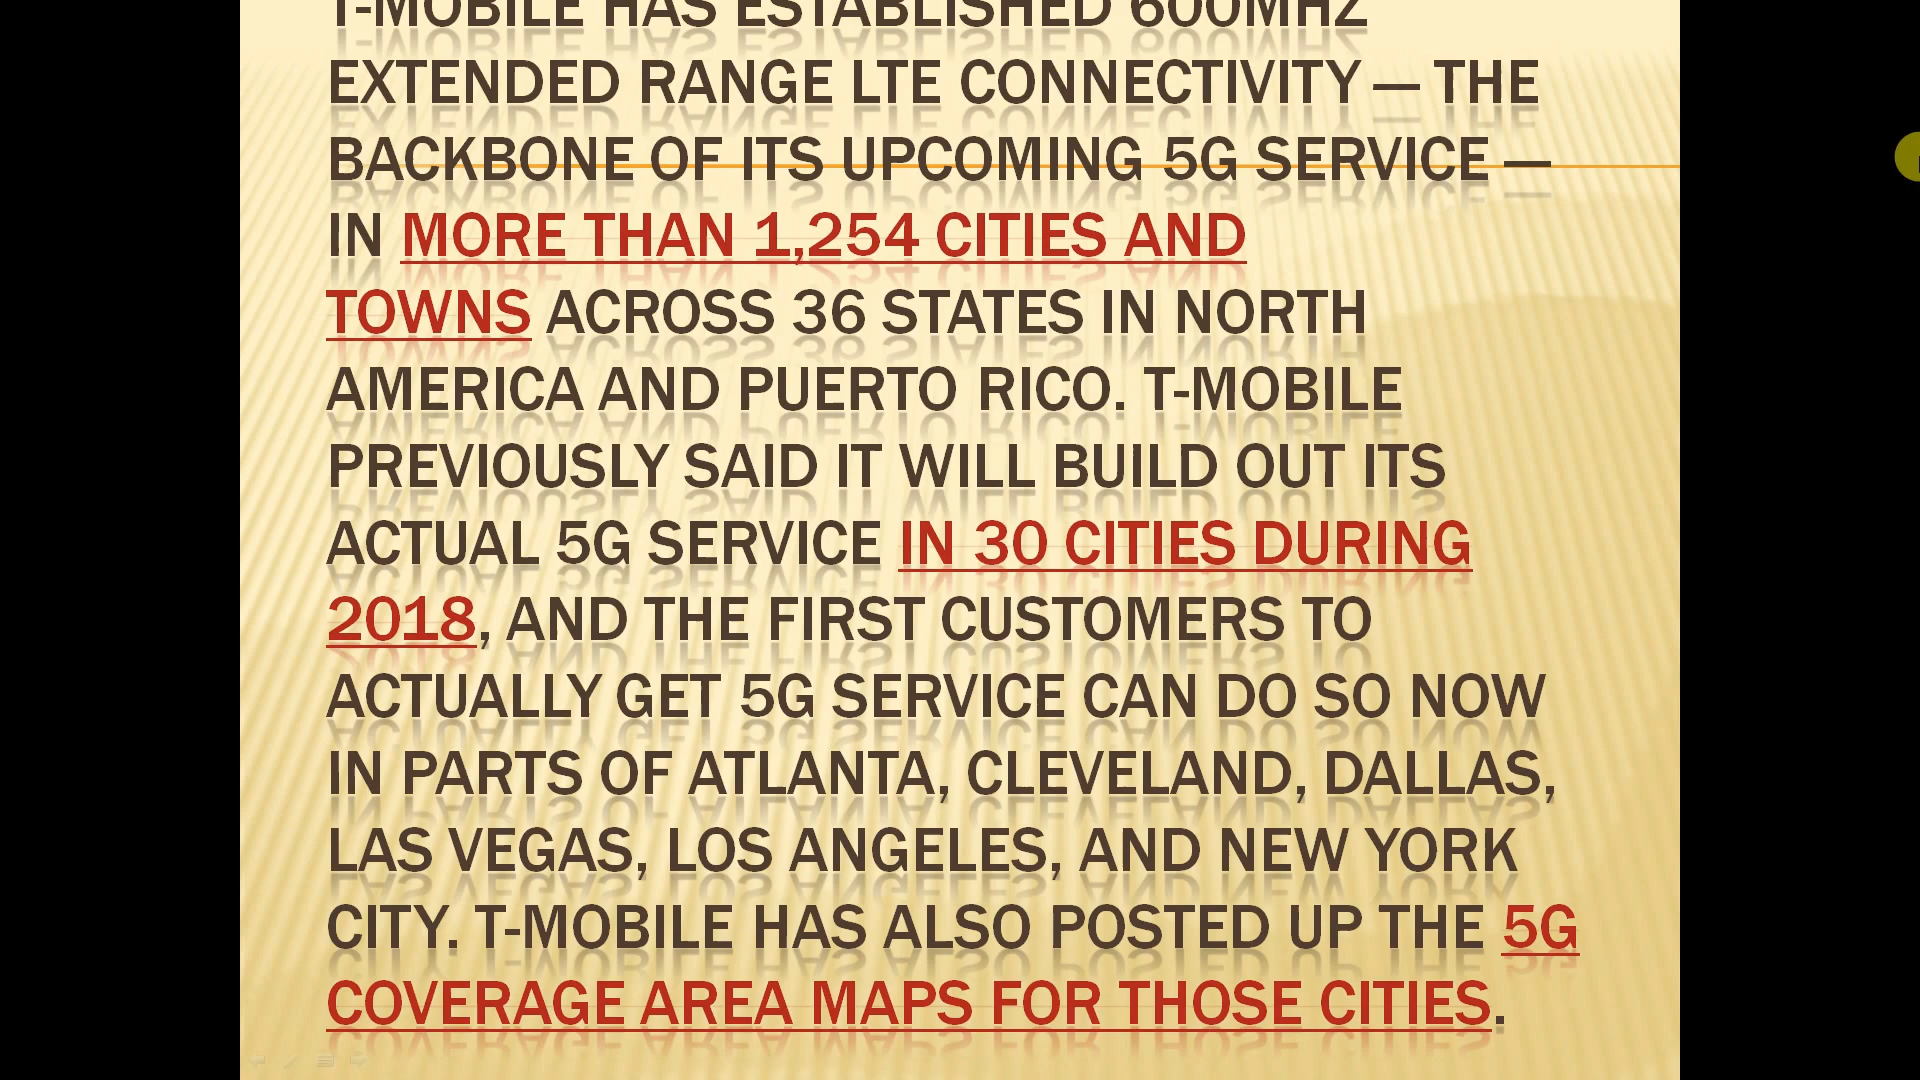 T-MOBILE HAS ESTABLISHED 600MHZ
EXTENDED RANGE LTE CONNECTIVITY — THE
BACKBONE OF ITS UPCOMING 5G SERVICE —
IN MORE THAN 1,254 CITIES AND
TOWNS ACROSS 36 STATES IN NORTH
AMERICA AND PUERTO RICO. T-MOBILE
PREVIOUSLY SAID IT WILL BUILD OUT ITS
ACTUAL 5G SERVICE IN 30 CITIES DURING
2018, AND THE FIRST CUSTOMERS TO
ACTUALLY GET 5G SERVICE CAN DO SO NOW
IN PARTS OF ATLANTA, CLEVELAND, DALLAS,
LAS VEGAS, LOS ANGELES, AND NEW YORK
CITY. T-MOBILE HAS ALSO POSTED UP THE 5G
COVERAGE AREA MAPS FOR THOSE CITIES.